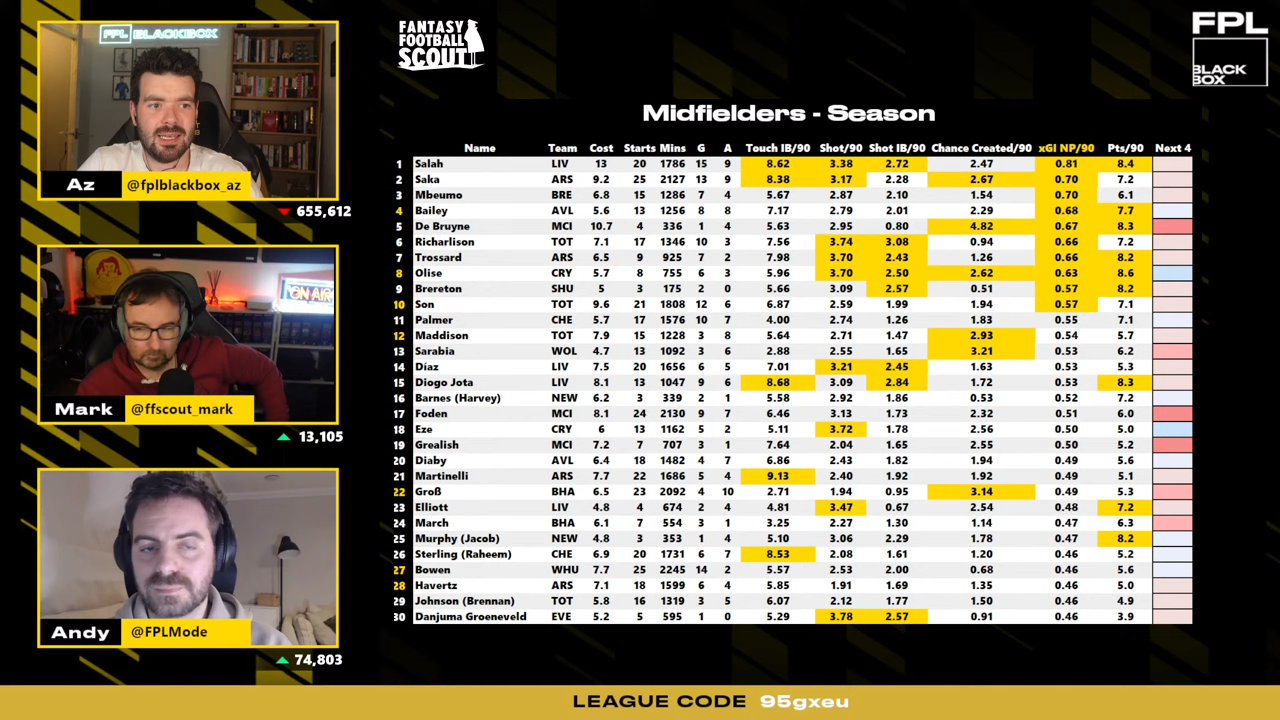 FPL BLACKBOX
Az @fplblackbox_az
655,612
ON AIR
Mark @ffscout_mark
13,105
Andy @FPLMode
74,803
FANTASY
FOOTBALL
SCOUT
FPL
BLACK
BOX
Midfielders - Season
Name Team Cost Starts Mins G A Touch IB/90 Shot/90 Shot IB/90 Chance Created/90 xGI NP/90 Pts/90 Next 4
1 Salah LIV 13 20 1786 15 9 8.62 3.38 2.72 2.47 0.81 8.4
2 Saka ARS 9.2 25 2127 13 9 8.38 3.17 2.28 2.67 0.70 7.2
3 Mbeumo BRE 6.8 15 1286 7 4 5.67 2.87 2.10 1.54 0.70 6.1
4 Bailey AVL 5.6 13 1256 8 8 7.17 2.79 2.01 2.29 0.68 7.7
5 De Bruyne MCI 10.7 4 336 1 4 5.63 2.95 0.80 4.82 0.67 8.3
6 Richarlison TOT 7.1 17 1346 10 3 7.56 3.74 3.08 0.94 0.66 7.2
7 Trossard ARS 6.5 9 925 7 2 7.98 3.70 2.43 1.26 0.66 8.2
8 Olise CRY 5.7 8 755 6 3 5.96 3.70 2.50 2.62 0.63 8.6
9 Brereton SHU 5 3 175 2 0 5.66 3.09 2.57 0.51 0.57 8.2
10 Son TOT 9.6 21 1808 12 6 6.87 2.59 1.99 1.94 0.57 7.1
11 Palmer CHE 5.7 17 1576 10 7 4.00 2.74 1.26 1.83 0.55 7.1
12 Maddison TOT 7.9 15 1228 3 8 5.64 2.71 1.47 2.93 0.54 5.7
13 Sarabia WOL 4.7 13 1092 3 6 2.88 2.55 1.65 3.21 0.53 6.2
14 Díaz LIV 7.5 20 1656 6 5 7.01 3.21 2.45 1.63 0.53 5.3
15 Diogo Jota LIV 8.1 13 1047 9 6 8.68 3.09 2.84 1.72 0.53 8.3
16 Barnes (Harvey) NEW 6.2 3 339 2 1 5.58 2.92 1.86 0.53 0.52 7.2
17 Foden MCI 8.1 24 2130 9 7 6.46 3.13 1.73 2.32 0.51 6.0
18 Eze CRY 6 13 1162 5 2 5.11 3.72 1.78 2.56 0.50 5.8
19 Grealish MCI 7.2 7 707 3 1 7.64 2.04 1.65 2.55 0.50 5.2
20 Diaby AVL 6.4 18 1482 4 7 6.86 2.43 1.82 1.94 0.49 5.6
21 Martinelli ARS 7.7 22 1686 5 4 9.13 2.40 1.92 1.92 0.49 5.1
22 Groß BHA 6.5 23 2092 4 10 2.71 1.94 0.95 3.14 0.49 5.3
23 Elliott LIV 4.8 4 674 2 4 4.81 3.47 0.67 2.54 0.48 7.2
24 March BHA 6.1 7 554 3 1 3.25 2.27 1.30 1.14 0.47 6.3
25 Murphy (Jacob) NEW 4.8 3 353 1 4 5.10 3.06 2.29 1.78 0.47 8.2
26 Sterling (Raheem) CHE 6.9 20 1731 6 7 8.53 2.08 1.61 1.20 0.46 5.2
27 Bowen WHU 7.7 25 2245 14 2 5.57 2.53 2.00 0.68 0.46 5.6
28 Havertz ARS 7.1 18 1599 6 4 5.85 1.91 1.69 1.35 0.46 5.0
29 Johnson (Brennan) TOT 5.8 16 1319 3 5 6.07 2.12 1.77 1.50 0.46 4.9
30 Danjuma Groeneveld EVE 5.2 5 595 1 0 5.29 3.78 2.57 0.91 0.46 3.9
LEAGUE CODE 95gxeu